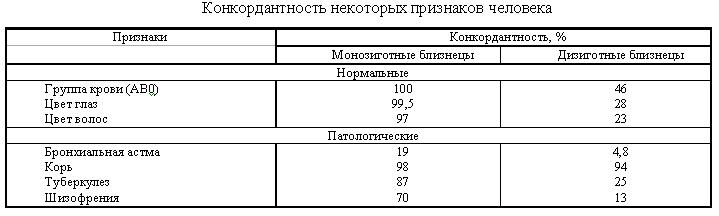 Конкордантность некоторых признаков человека
Признаки Конкордантность, %
Монозиготные близнецы Дизиготные близнецы
Нормальные
Группа крови (АВ0) 100 46
Цвет глаз 99,5 28
Цвет волос 97 23
Патологические
Бронхиальная астма 19 4,8
Корь 98 94
Туберкулез 87 25
Шизофрения 70 13